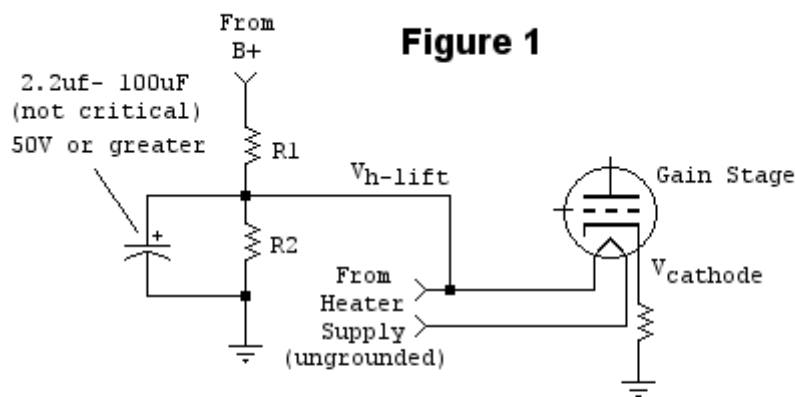 Figure 1
From
B+
2.2uf- 100uF
(not critical)
50V or greater
R1
Vh-lift
+
R2
Gain Stage
From
Heater
Supply
(ungrounded)
Vcathode